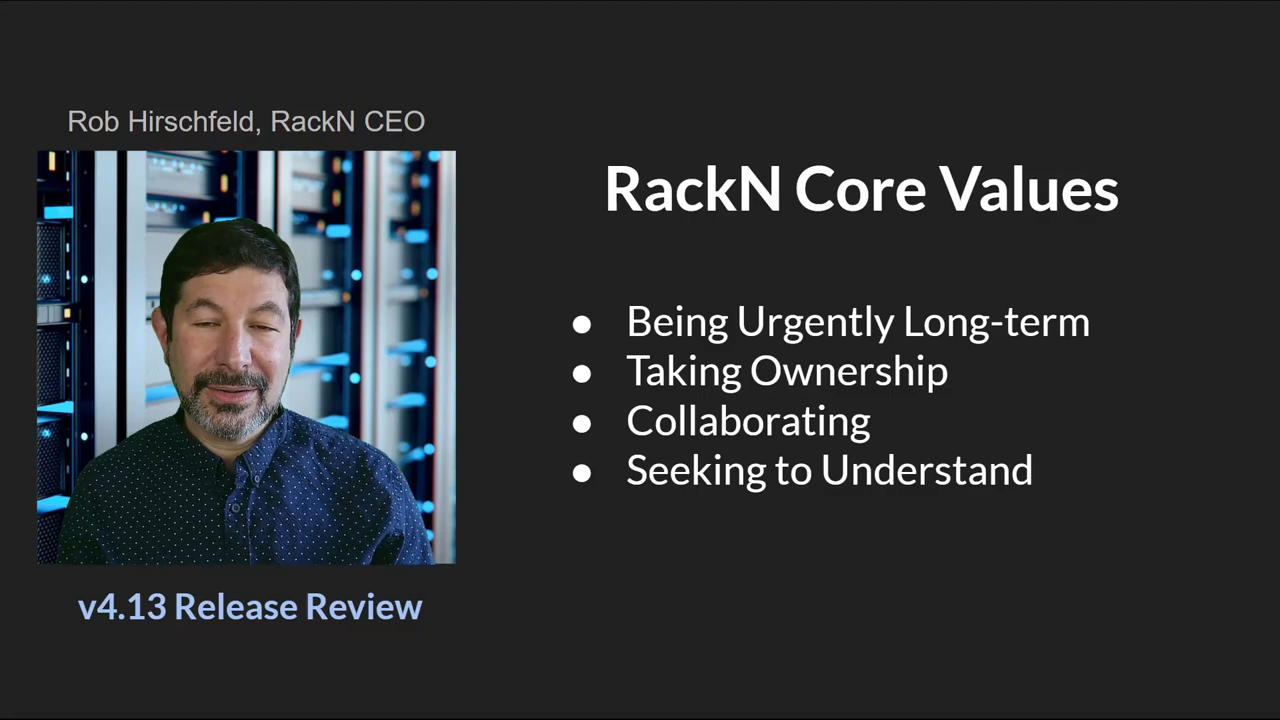 Rob Hirschfeld, RackN CEO
v4.13 Release Review
RackN Core Values
● Being Urgently Long-term
● Taking Ownership
● Collaborating
● Seeking to Understand